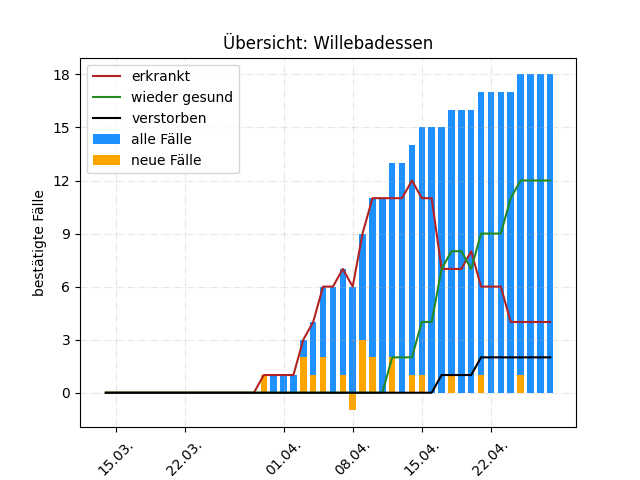 Übersicht: Willebadessen
bestätigte Fälle
18
15
12
9
6
3
0
erkrankt
wieder gesund
verstorben
alle Fälle
neue Fälle
15.03.
22.03.
01.04.
08.04.
15.04.
22.04.